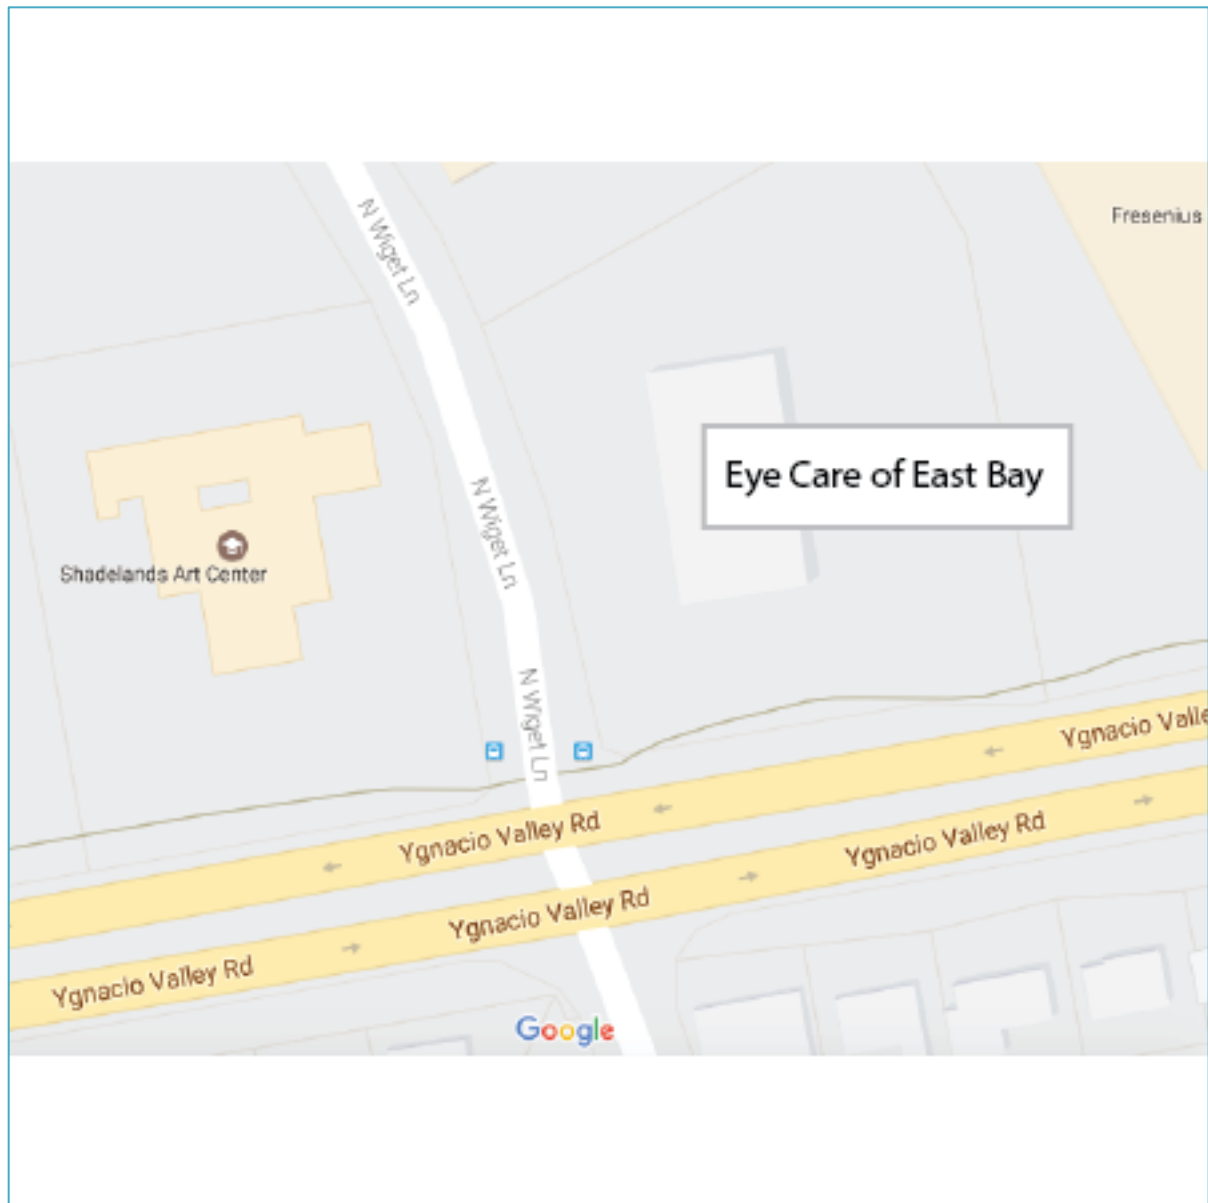 N Wiget Ln
Fresenius
Eye Care of East Bay
N Wiget Ln
Shadelands Art Center
N Wiget Ln
Ygnacio Valle
Ygnacio Valley Rd
Ygnacio Valley Rd
Ygnacio Valley Rd
Ygnacio Valley Rd
Google